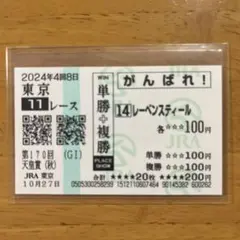 2024年4回8日
東京
11レース
第170回
天皇賞(秋)
(GI)
JRA 東京
10月27日
WIN
単勝+複勝
PLACE
SHOW
がんばれ!
14 レーベンスティール
各☆☆☆100円
JRA
単勝 ☆☆☆100円
複勝 ☆☆☆100円
合計 ★★★★20枚 ★★★★200円